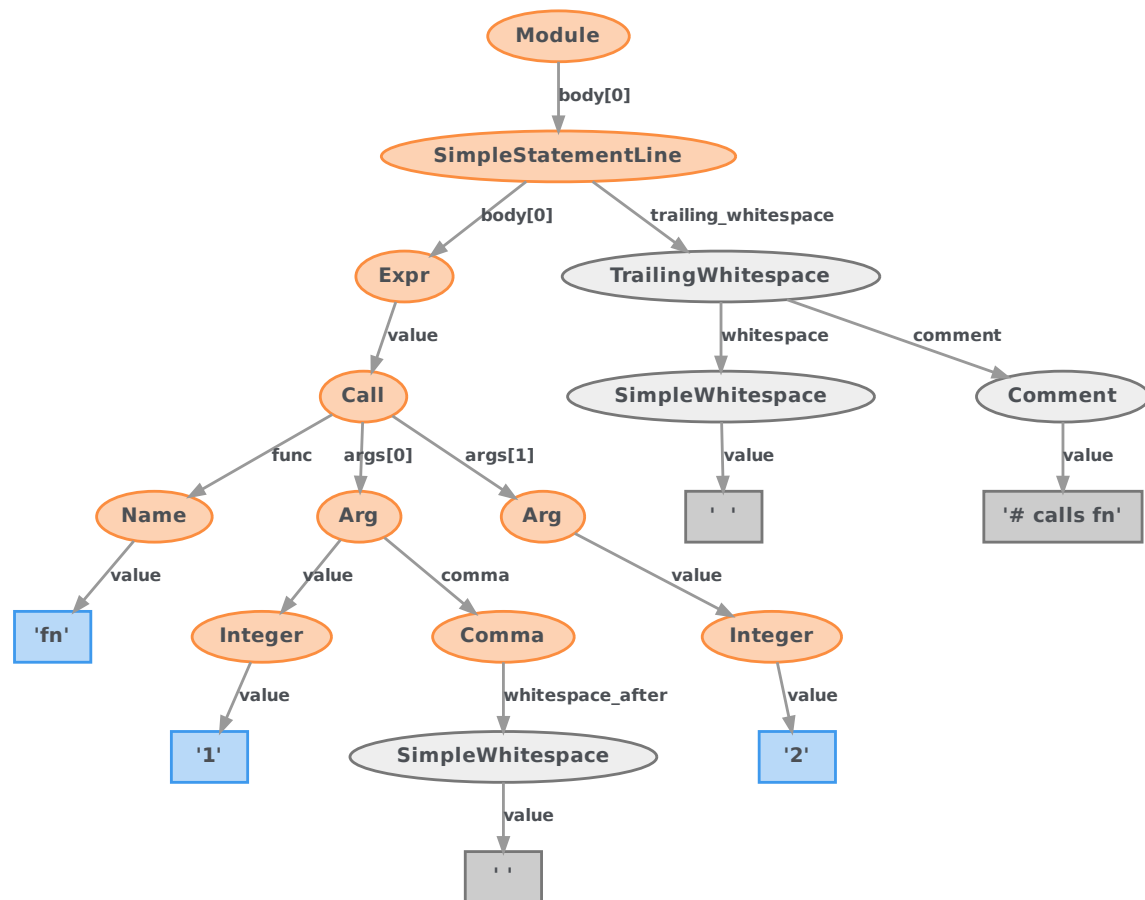 Module
body[0]
SimpleStatementLine
body[0]
trailing_whitespace
Expr
TrailingWhitespace
value
whitespace
comment
Call
SimpleWhitespace
Comment
func
args[0]
args[1]
value
value
Name
Arg
Arg
'  '
'# calls fn'
value
value
comma
value
'fn'
Integer
Comma
Integer
value
whitespace_after
value
'1'
SimpleWhitespace
'2'
value
' '